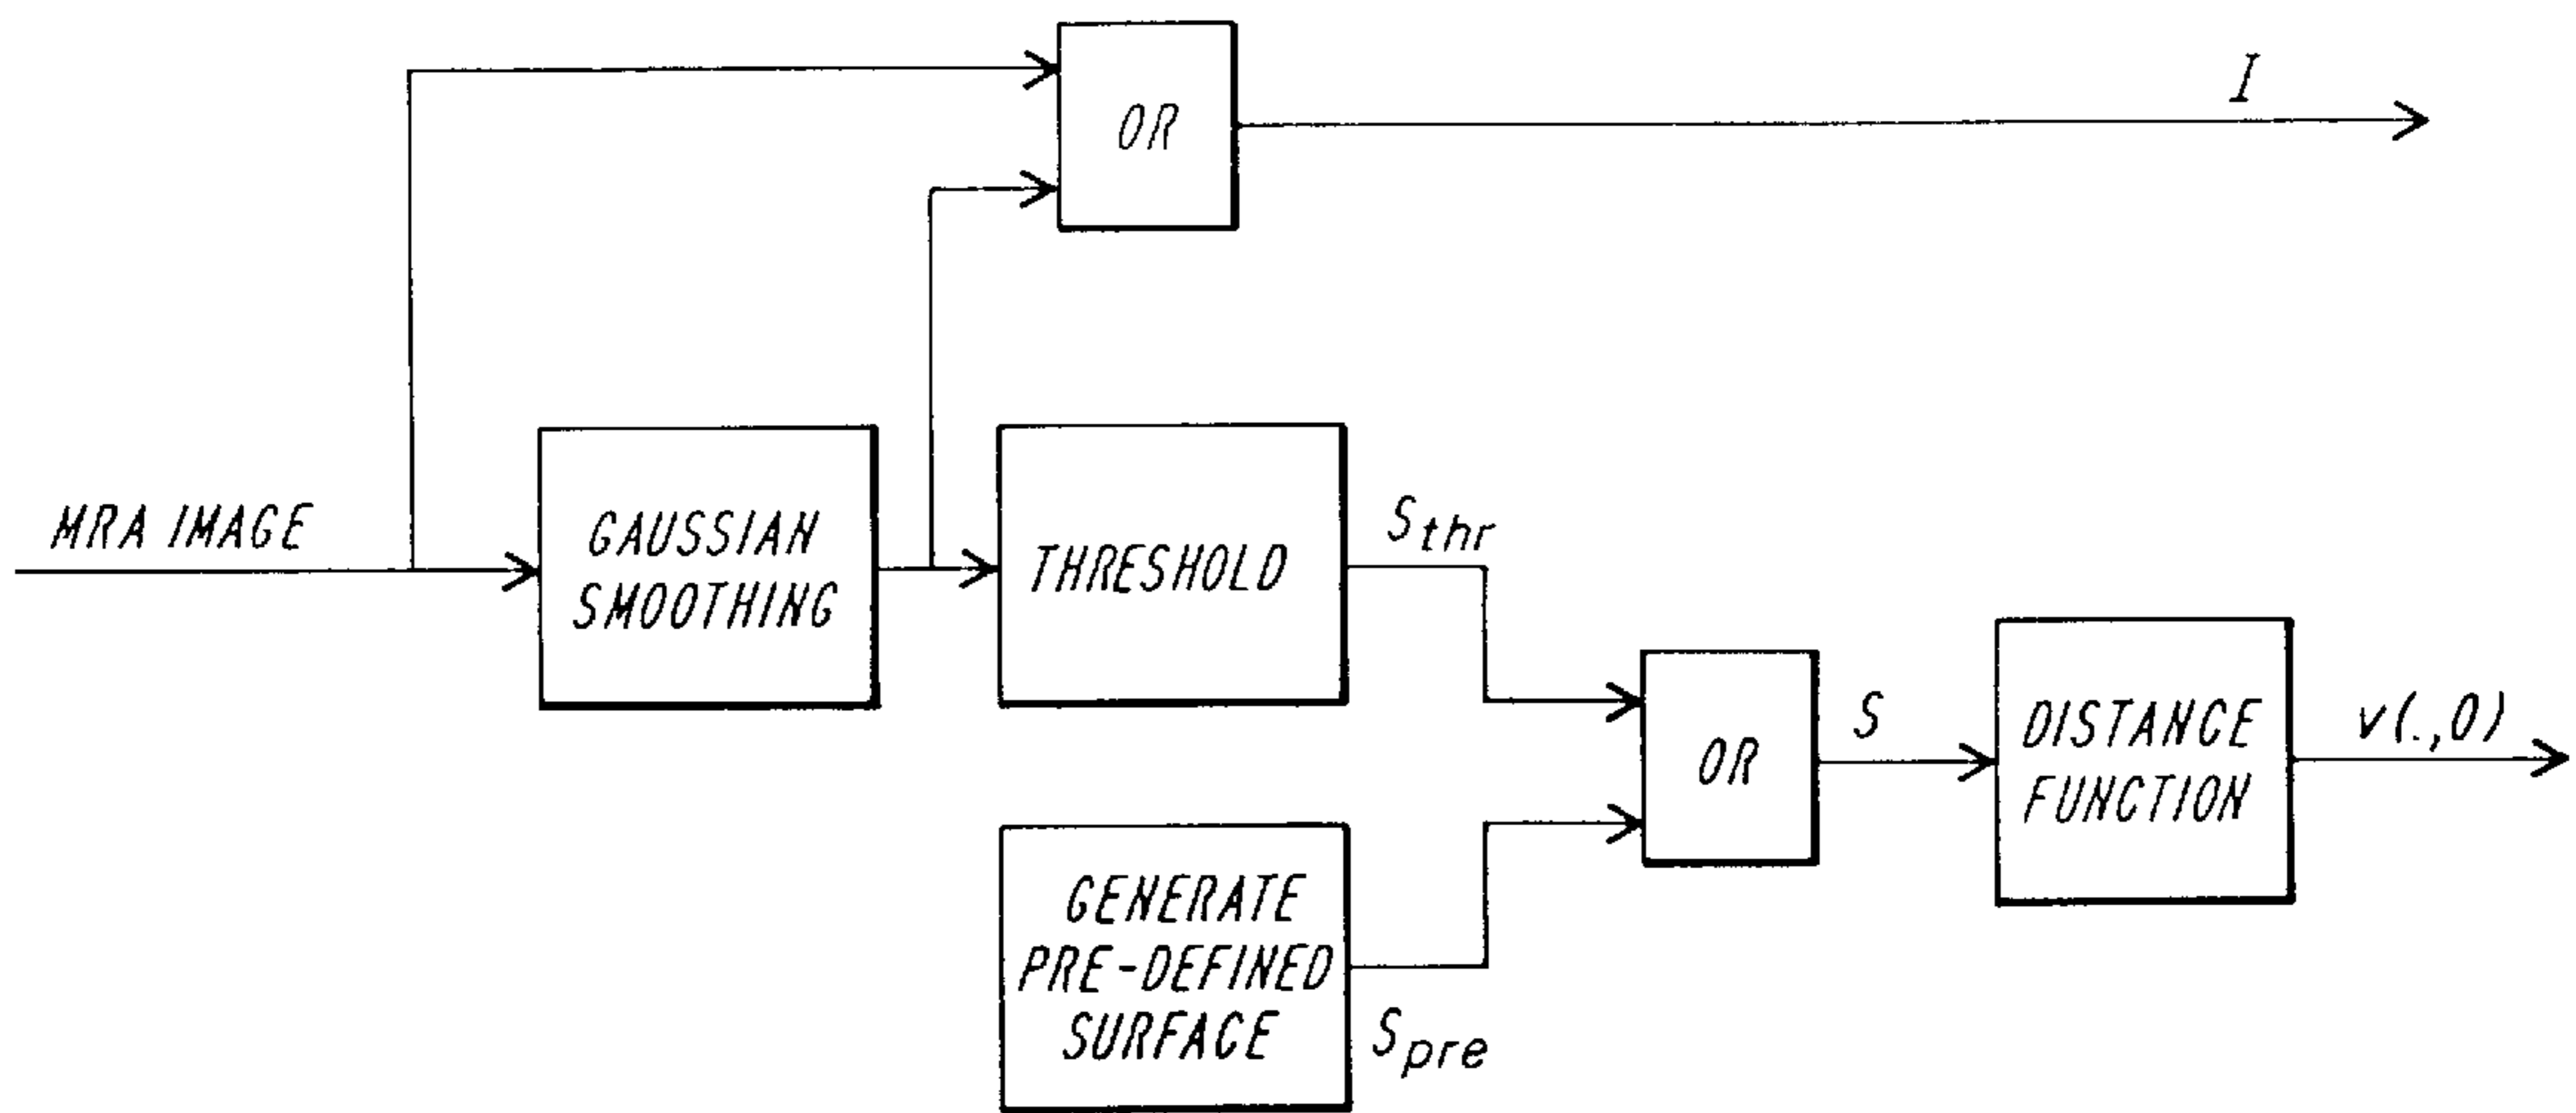 OR
I
MRA IMAGE
GAUSSIAN
SMOOTHING
THRESHOLD
S_thr
OR
S
DISTANCE
FUNCTION
v(.,0)
GENERATE
PRE-DEFINED
SURFACE
S_pre